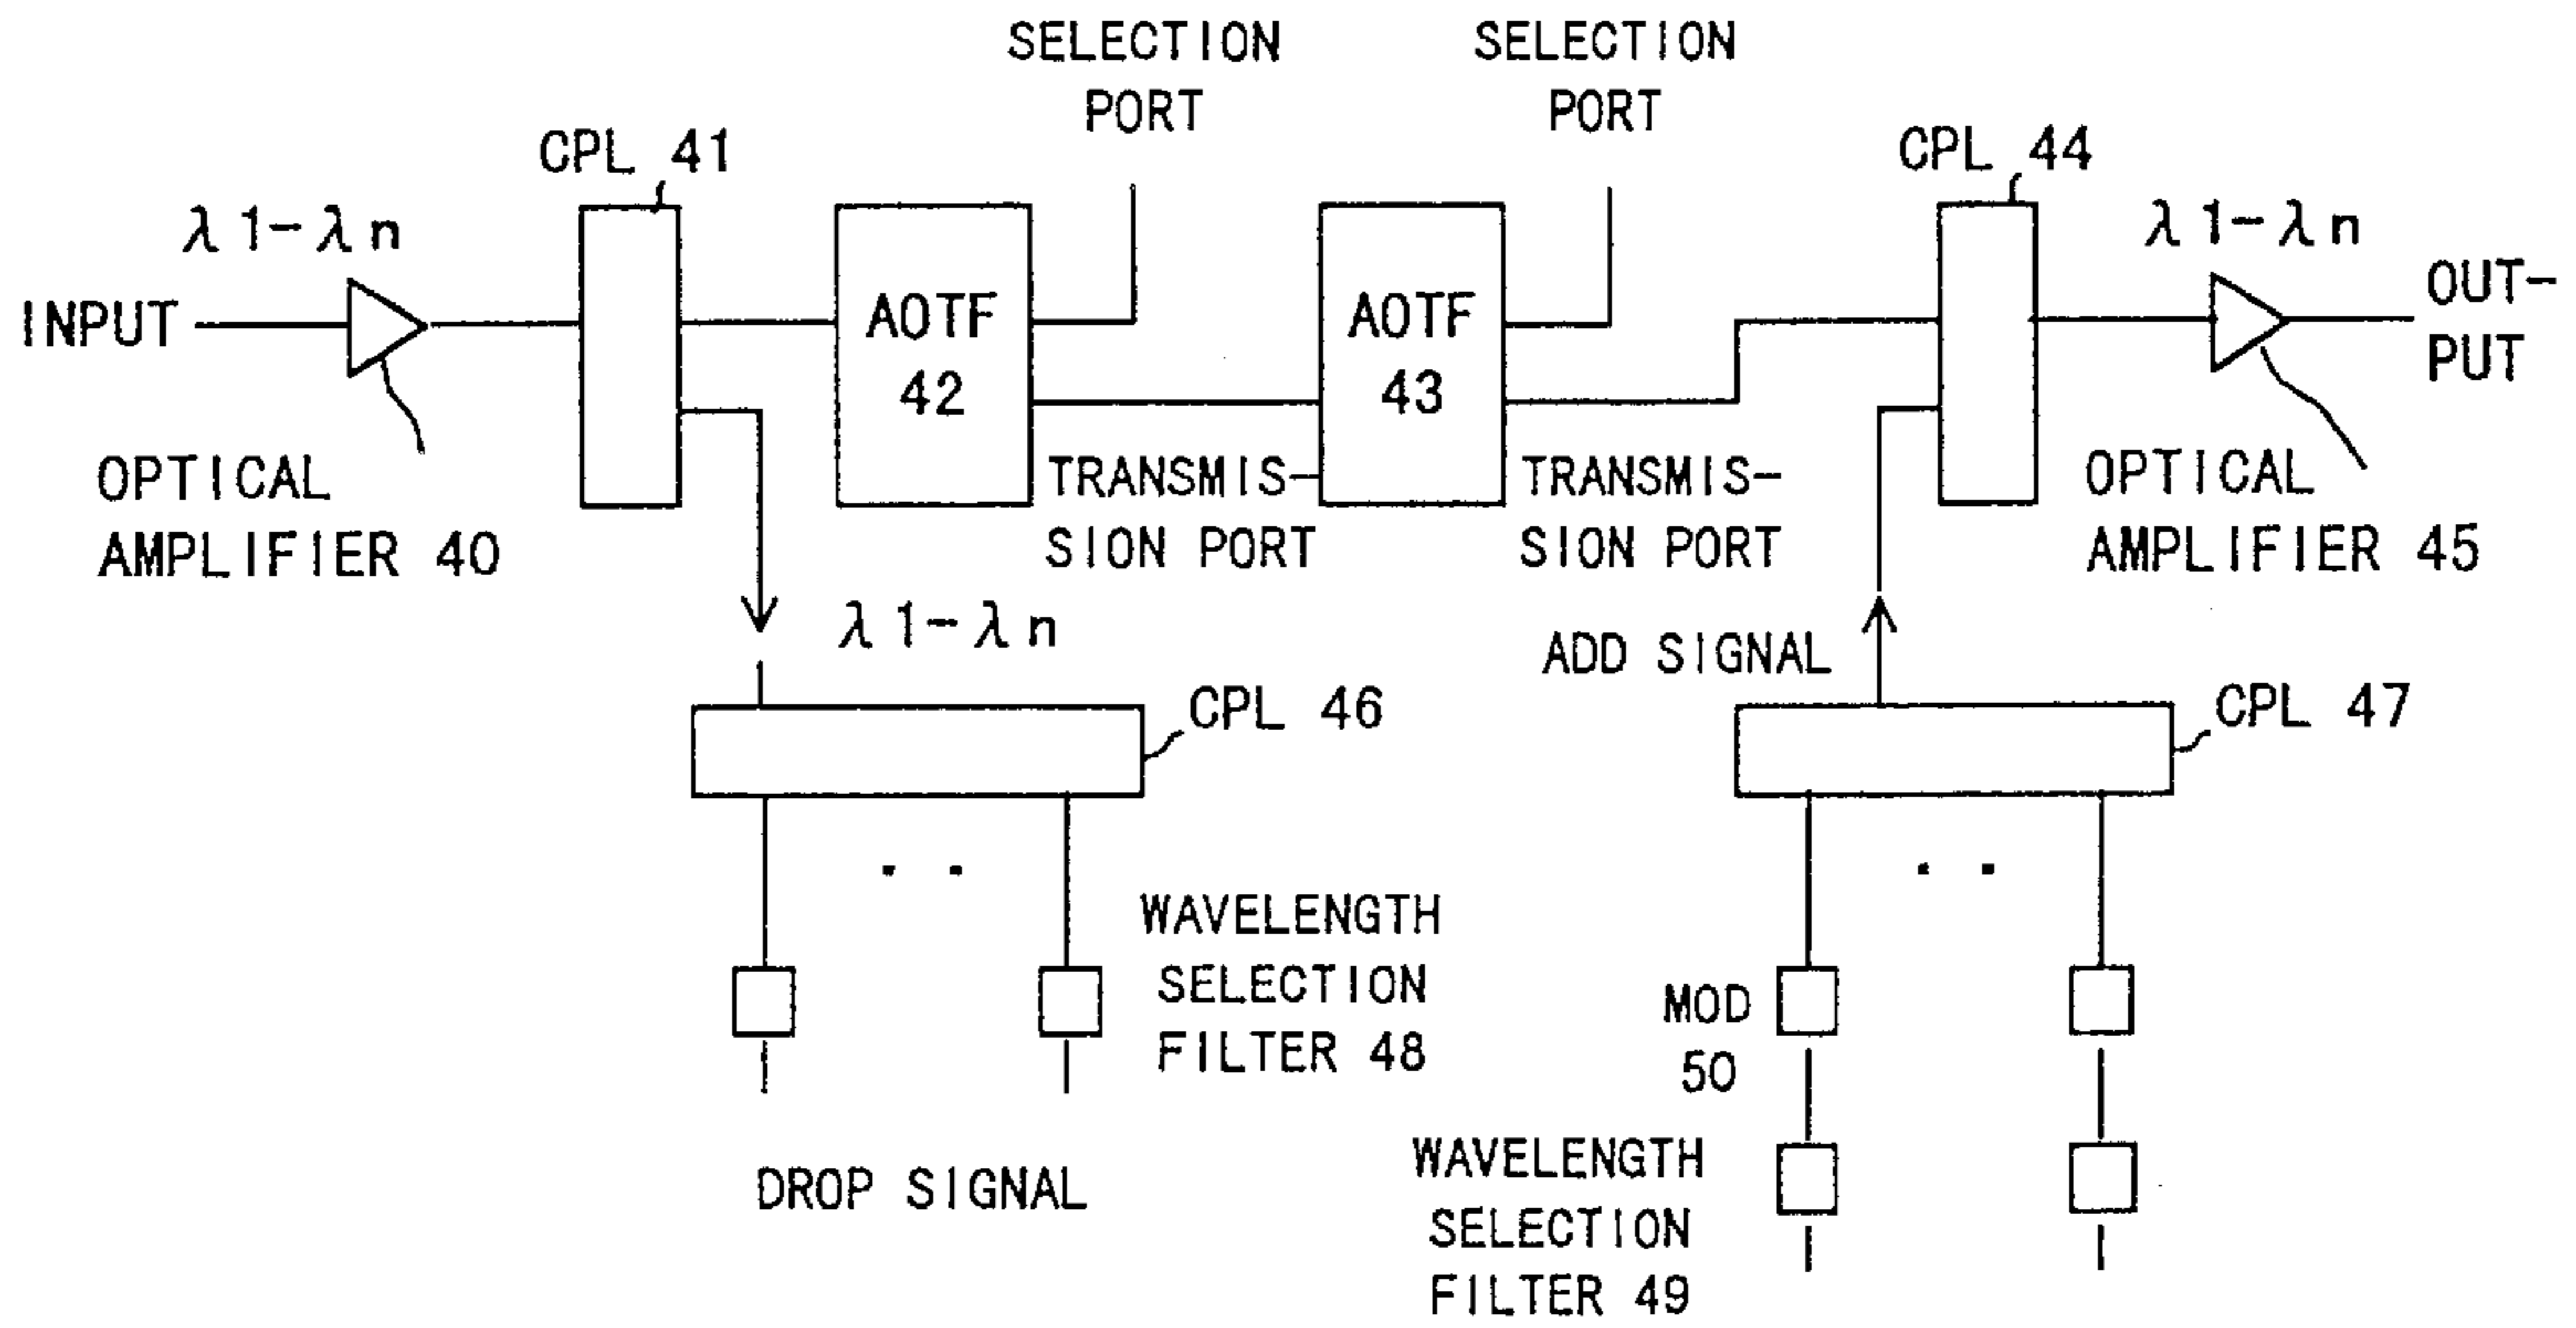 SELECTION
PORT
SELECTION
PORT
CPL 41
CPL 44
λ1-λn
λ1-λn
INPUT
AOTF
42
AOTF
43
OUT-
PUT
OPTICAL
AMPLIFIER 40
TRANSMIS-
SION PORT
TRANSMIS-
SION PORT
OPTICAL
AMPLIFIER 45
λ1-λn
ADD SIGNAL
CPL 46
CPL 47
WAVELENGTH
SELECTION
FILTER 48
MOD
50
DROP SIGNAL
WAVELENGTH
SELECTION
FILTER 49